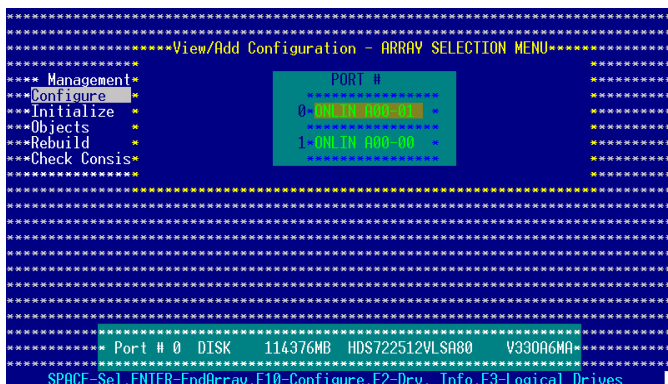 View/Add Configuration - ARRAY SELECTION MENU
Management
PORT #
Configure
0 ONLIN A00-01
Initialize
Objects
1 ONLIN A00-00
Rebuild
Check Consis
Port # 0 DISK 114376MB HDS722512VLSA80 V33OA6MA
SPACE-Sel,ENTER-EndArray,F10-Configure,F2-Drv. Info,F3-Logical Drives